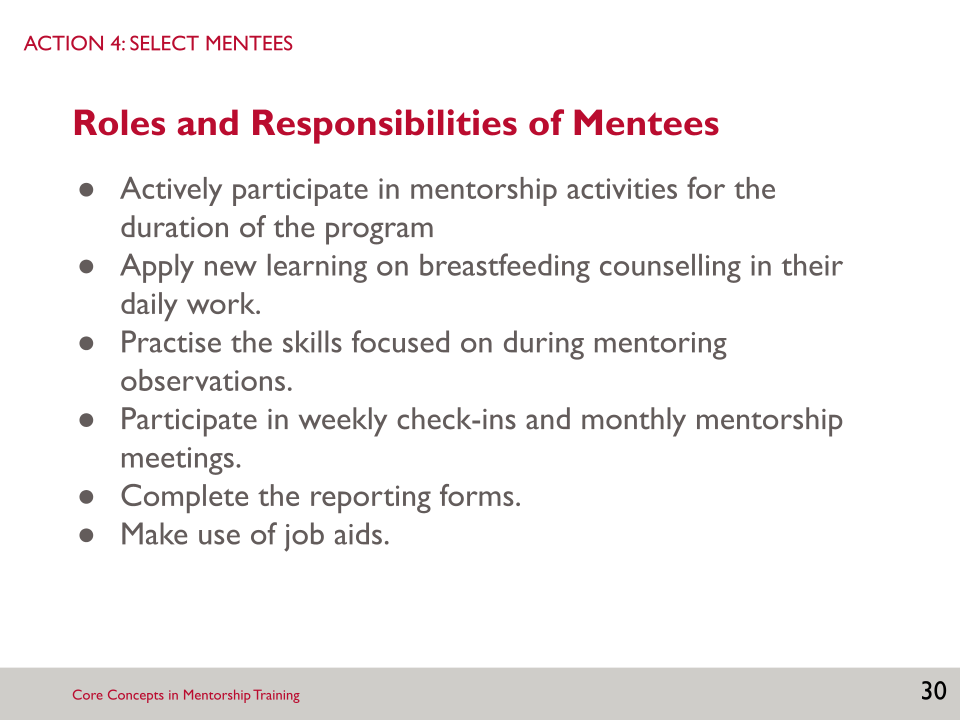 ACTION 4: SELECT MENTEES
Roles and Responsibilities of Mentees
● Actively participate in mentorship activities for the
duration of the program
● Apply new learning on breastfeeding counselling in their
daily work.
● Practise the skills focused on during mentoring
observations.
● Participate in weekly check-ins and monthly mentorship
meetings.
● Complete the reporting forms.
● Make use of job aids.
Core Concepts in Mentorship Training
30